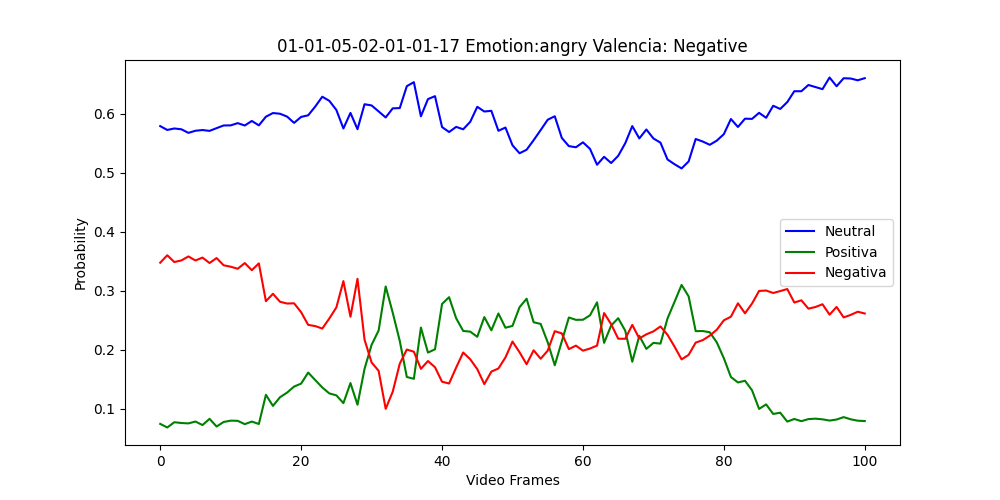 01-01-05-02-01-01-17 Emotion:angry Valencia: Negative
Probability
0.6
0.5
0.4
0.3
0.2
0.1
Neutral
Positiva
Negativa
0 20 40 60 80 100
Video Frames